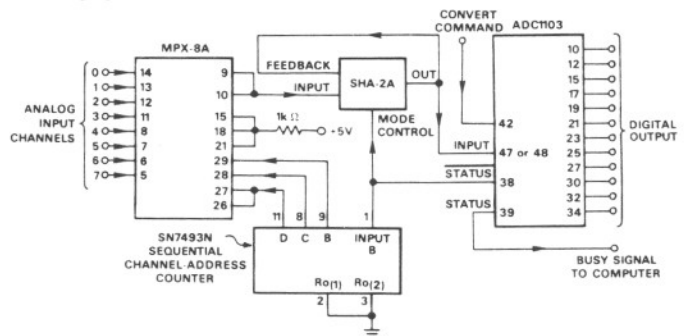 CONVERT
COMMAND
ADC1103
MPX-8A
SHA-2A
FEEDBACK
INPUT
OUT
MODE
CONTROL
ANALOG
INPUT
CHANNELS
0
1
2
3
4
5
6
7
14
13
12
11
8
7
6
5
9
10
15
18
21
29
28
27
26
1kΩ
+5V
42
INPUT
47 or 48
STATUS
38
STATUS
39
10
12
15
17
19
21
23
25
27
30
32
34
DIGITAL
OUTPUT
BUSY SIGNAL
TO COMPUTER
SN7493N
SEQUENTIAL
CHANNEL-ADDRESS
COUNTER
11 8 9 1
D C B INPUT
B
Ro(1) Ro(2)
2 3